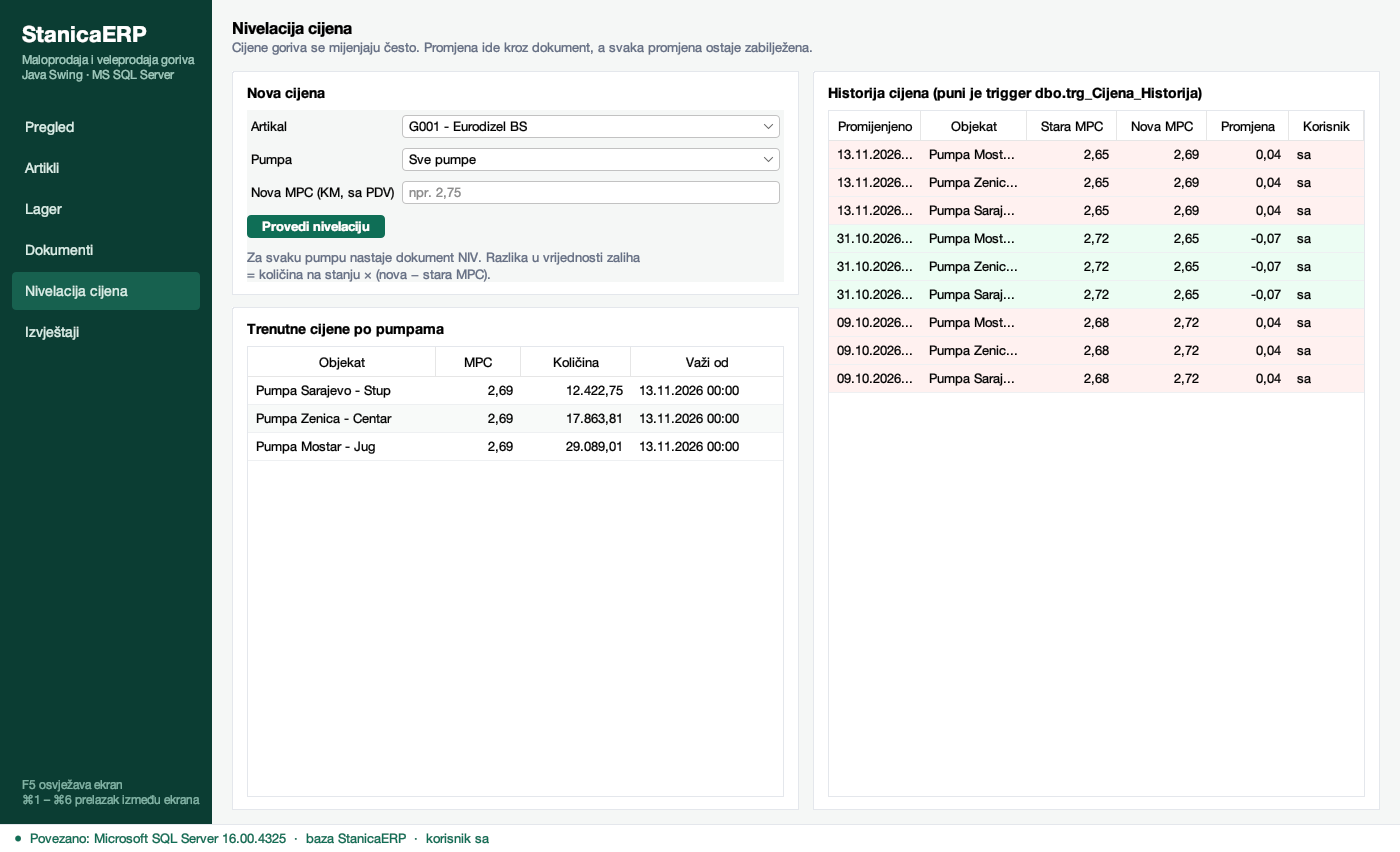 StanicaERP
Maloprodaja i veleprodaja goriva
Java Swing · MS SQL Server
Pregled
Artikli
Lager
Dokumenti
Nivelacija cijena
Izvještaji
F5 osvježava ekran
⌘1 – ⌘6 prelazak između ekrana
Nivelacija cijena
Cijene goriva se mijenjaju često. Promjena ide kroz dokument, a svaka promjena ostaje zabilježena.
Nova cijena
Artikal G001 - Eurodizel BS
Pumpa Sve pumpe
Nova MPC (KM, sa PDV) npr. 2,75
Provedi nivelaciju
Za svaku pumpu nastaje dokument NIV. Razlika u vrijednosti zaliha
= količina na stanju × (nova − stara MPC).
Trenutne cijene po pumpama
Objekat MPC Količina Važi od
Pumpa Sarajevo - Stup 2,69 12.422,75 13.11.2026 00:00
Pumpa Zenica - Centar 2,69 17.863,81 13.11.2026 00:00
Pumpa Mostar - Jug 2,69 29.089,01 13.11.2026 00:00
Historija cijena (puni je trigger dbo.trg_Cijena_Historija)
Promijenjeno Objekat Stara MPC Nova MPC Promjena Korisnik
13.11.2026... Pumpa Most... 2,65 2,69 0,04 sa
13.11.2026... Pumpa Zenic... 2,65 2,69 0,04 sa
13.11.2026... Pumpa Saraj... 2,65 2,69 0,04 sa
31.10.2026... Pumpa Most... 2,72 2,65 -0,07 sa
31.10.2026... Pumpa Zenic... 2,72 2,65 -0,07 sa
31.10.2026... Pumpa Saraj... 2,72 2,65 -0,07 sa
09.10.2026... Pumpa Most... 2,68 2,72 0,04 sa
09.10.2026... Pumpa Zenic... 2,68 2,72 0,04 sa
09.10.2026... Pumpa Saraj... 2,68 2,72 0,04 sa
● Povezano: Microsoft SQL Server 16.00.4325 · baza StanicaERP · korisnik sa